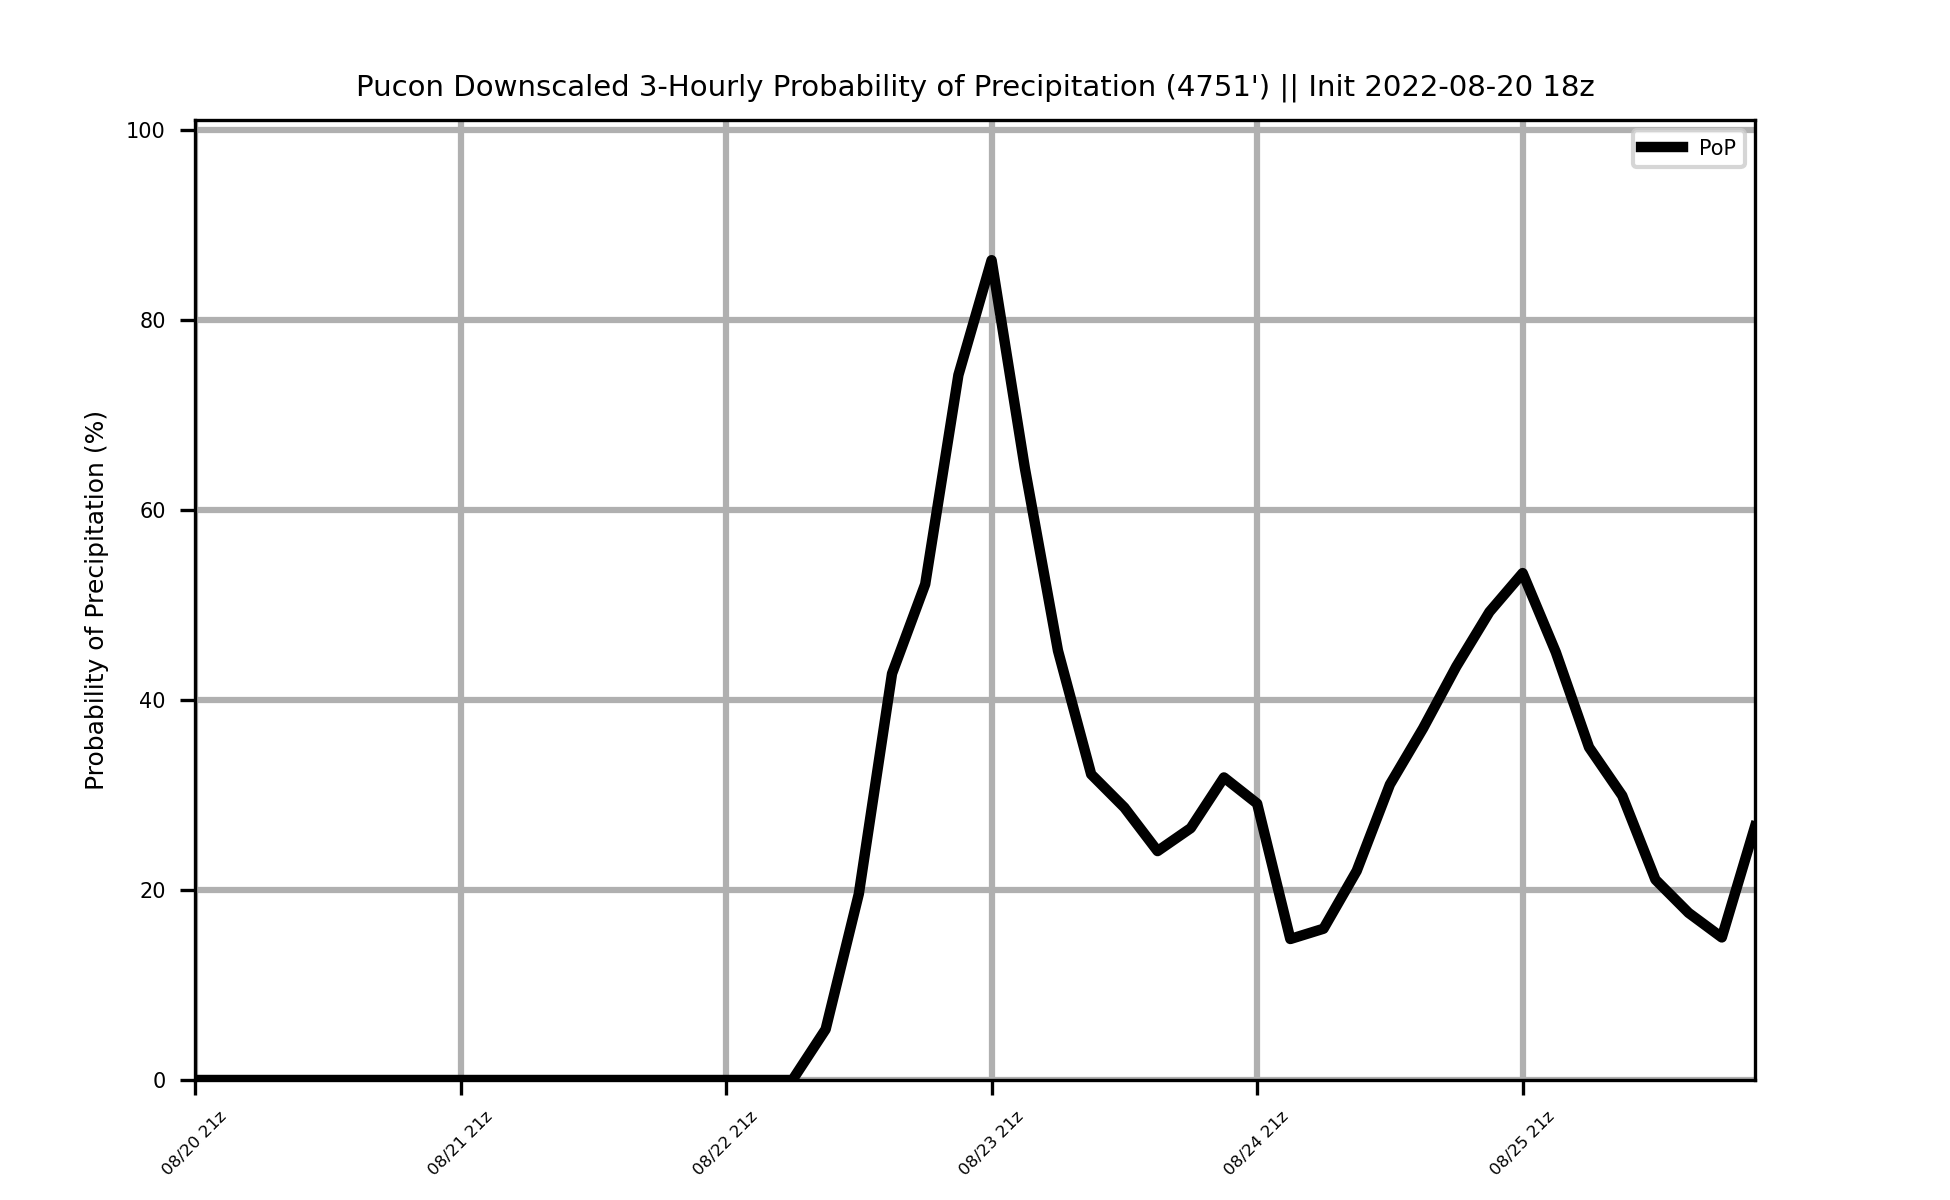 Pucon Downscaled 3-Hourly Probability of Precipitation (4751') || Init 2022-08-20 18z
PoP
Probability of Precipitation (%)
100
80
60
40
20
0
08/20 21z
08/21 21z
08/22 21z
08/23 21z
08/24 21z
08/25 21z